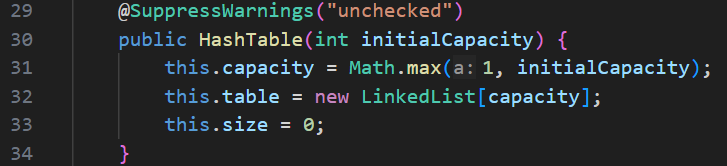 29 @SuppressWarnings("unchecked")
30 public HashTable(int initialCapacity) {
31 this.capacity = Math.max(a: 1, initialCapacity);
32 this.table = new LinkedList[capacity];
33 this.size = 0;
34 }